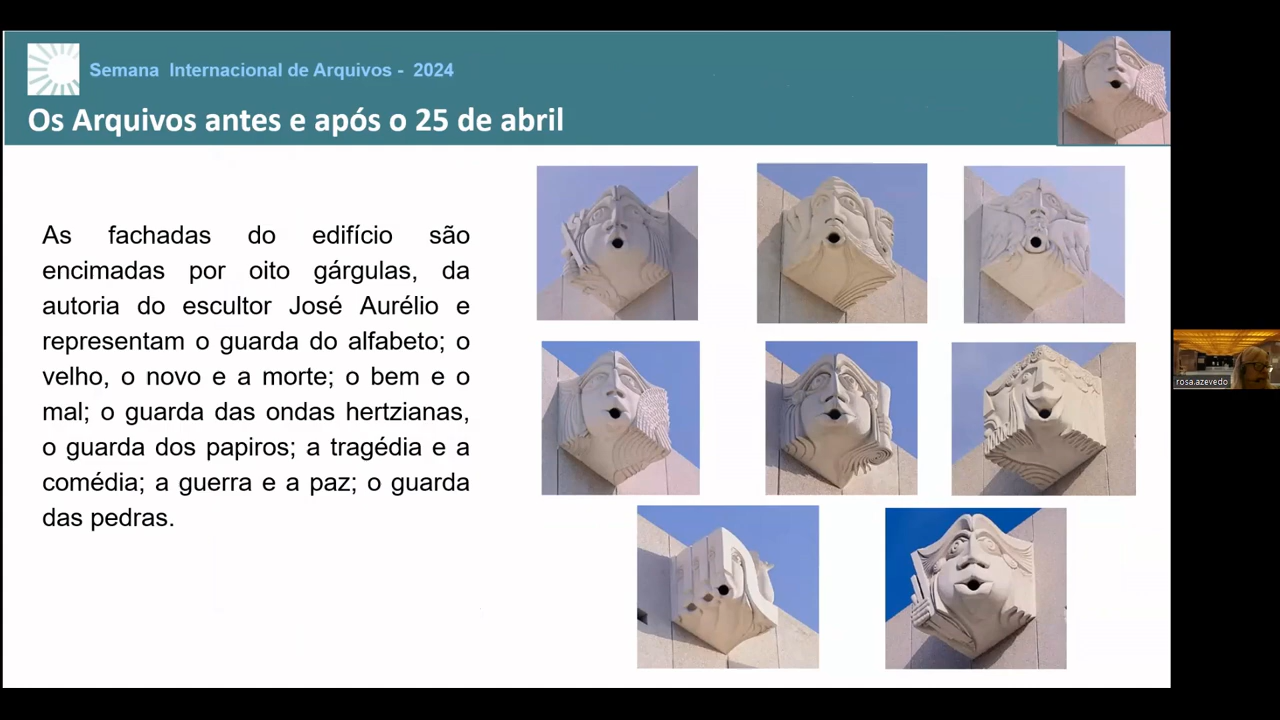 Semana Internacional de Arquivos - 2024
Os Arquivos antes e após o 25 de abril
As fachadas do edifício são
encimadas por oito gárgulas, da
autoria do escultor José Aurélio e
representam o guarda do alfabeto; o
velho, o novo e a morte; o bem e o
mal; o guarda das ondas hertzianas,
o guarda dos papiros; a tragédia e a
comédia; a guerra e a paz; o guarda
das pedras.
rosa.azevedo